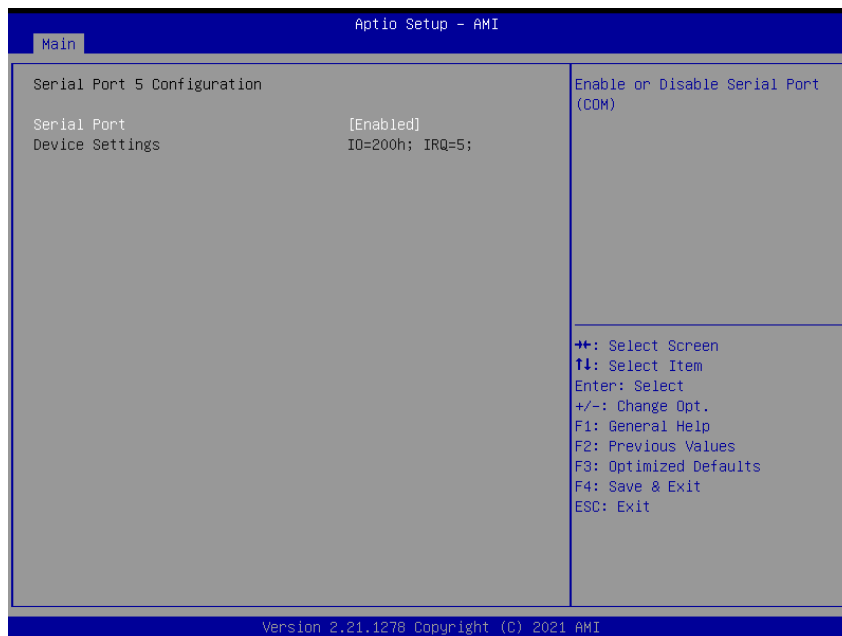 Aptio Setup - AMI
Main
Serial Port 5 Configuration
Serial Port [Enabled]
Device Settings IO=200h; IRQ=5;
Enable or Disable Serial Port
(COM)
→←: Select Screen
↑↓: Select Item
Enter: Select
+/-: Change Opt.
F1: General Help
F2: Previous Values
F3: Optimized Defaults
F4: Save & Exit
ESC: Exit
Version 2.21.1278 Copyright (C) 2021 AMI